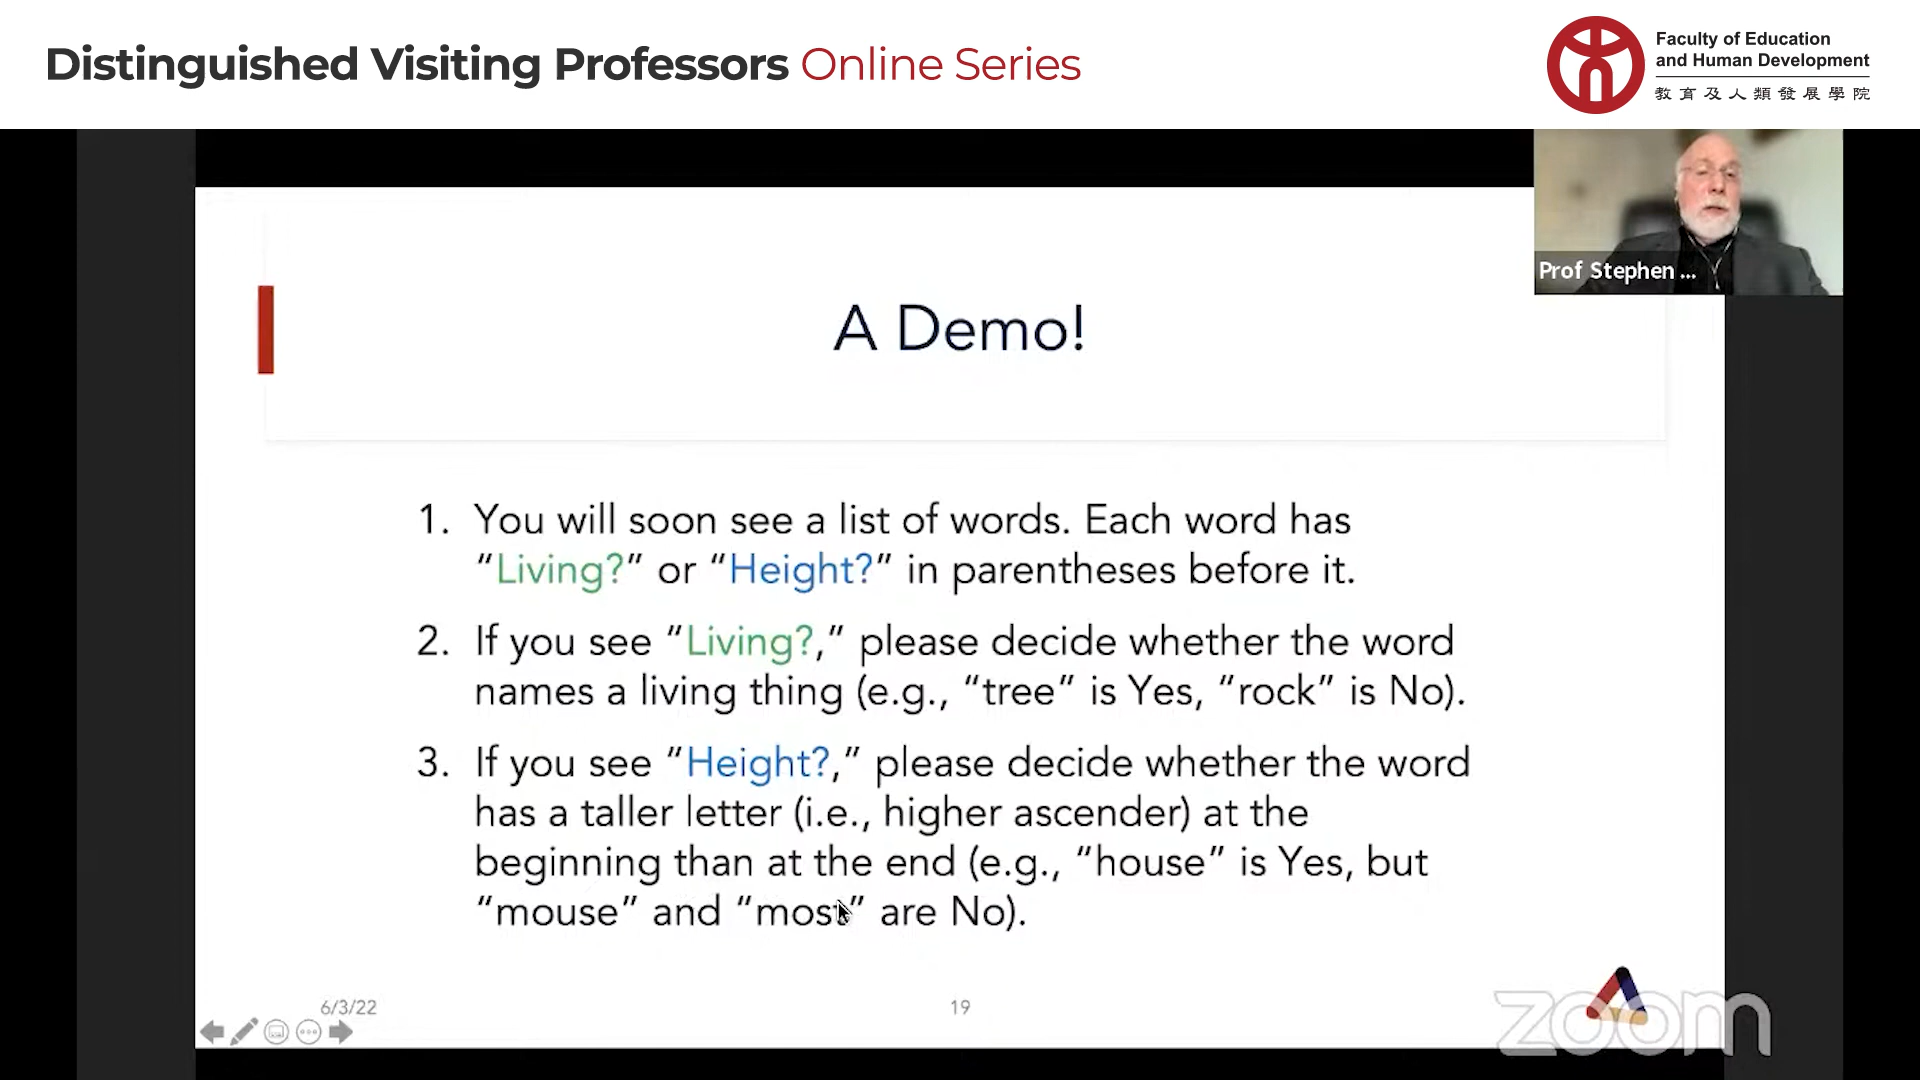 Distinguished Visiting Professors Online Series
Faculty of Education
and Human Development
教育及人類發展學院
Prof Stephen ...
A Demo!
1. You will soon see a list of words. Each word has
“Living?” or “Height?” in parentheses before it.
2. If you see “Living?,” please decide whether the word
names a living thing (e.g., “tree” is Yes, “rock” is No).
3. If you see “Height?,” please decide whether the word
has a taller letter (i.e., higher ascender) at the
beginning than at the end (e.g., “house” is Yes, but
“mouse” and “most” are No).
6/3/22
19
zoom